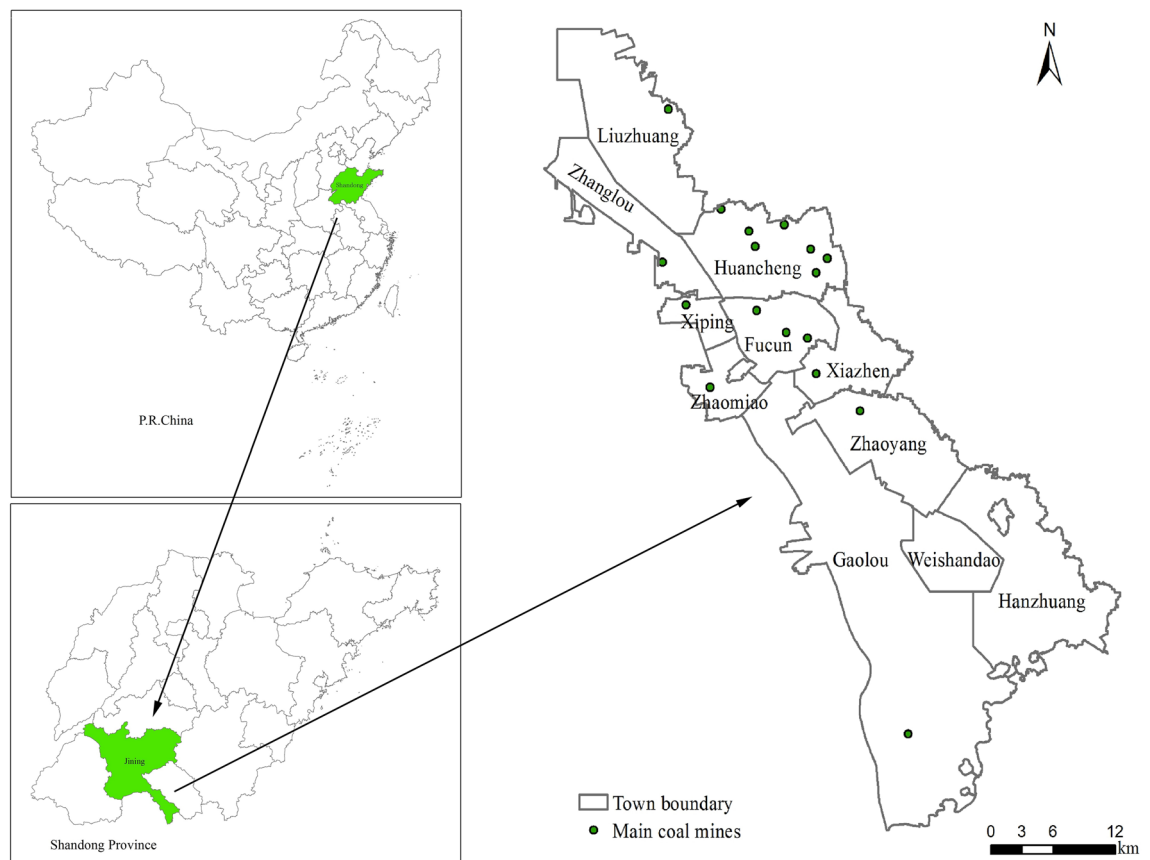 Shandong
P.R.China
Jining
Shandong Province
N
Liuzhuang
Zhanglou
Huancheng
Xiping
Fucun
Xiazhen
Zhaomiao
Zhaoyang
Gaolou
Weishandao
Hanzhuang
Town boundary
Main coal mines
0 3 6 12
km